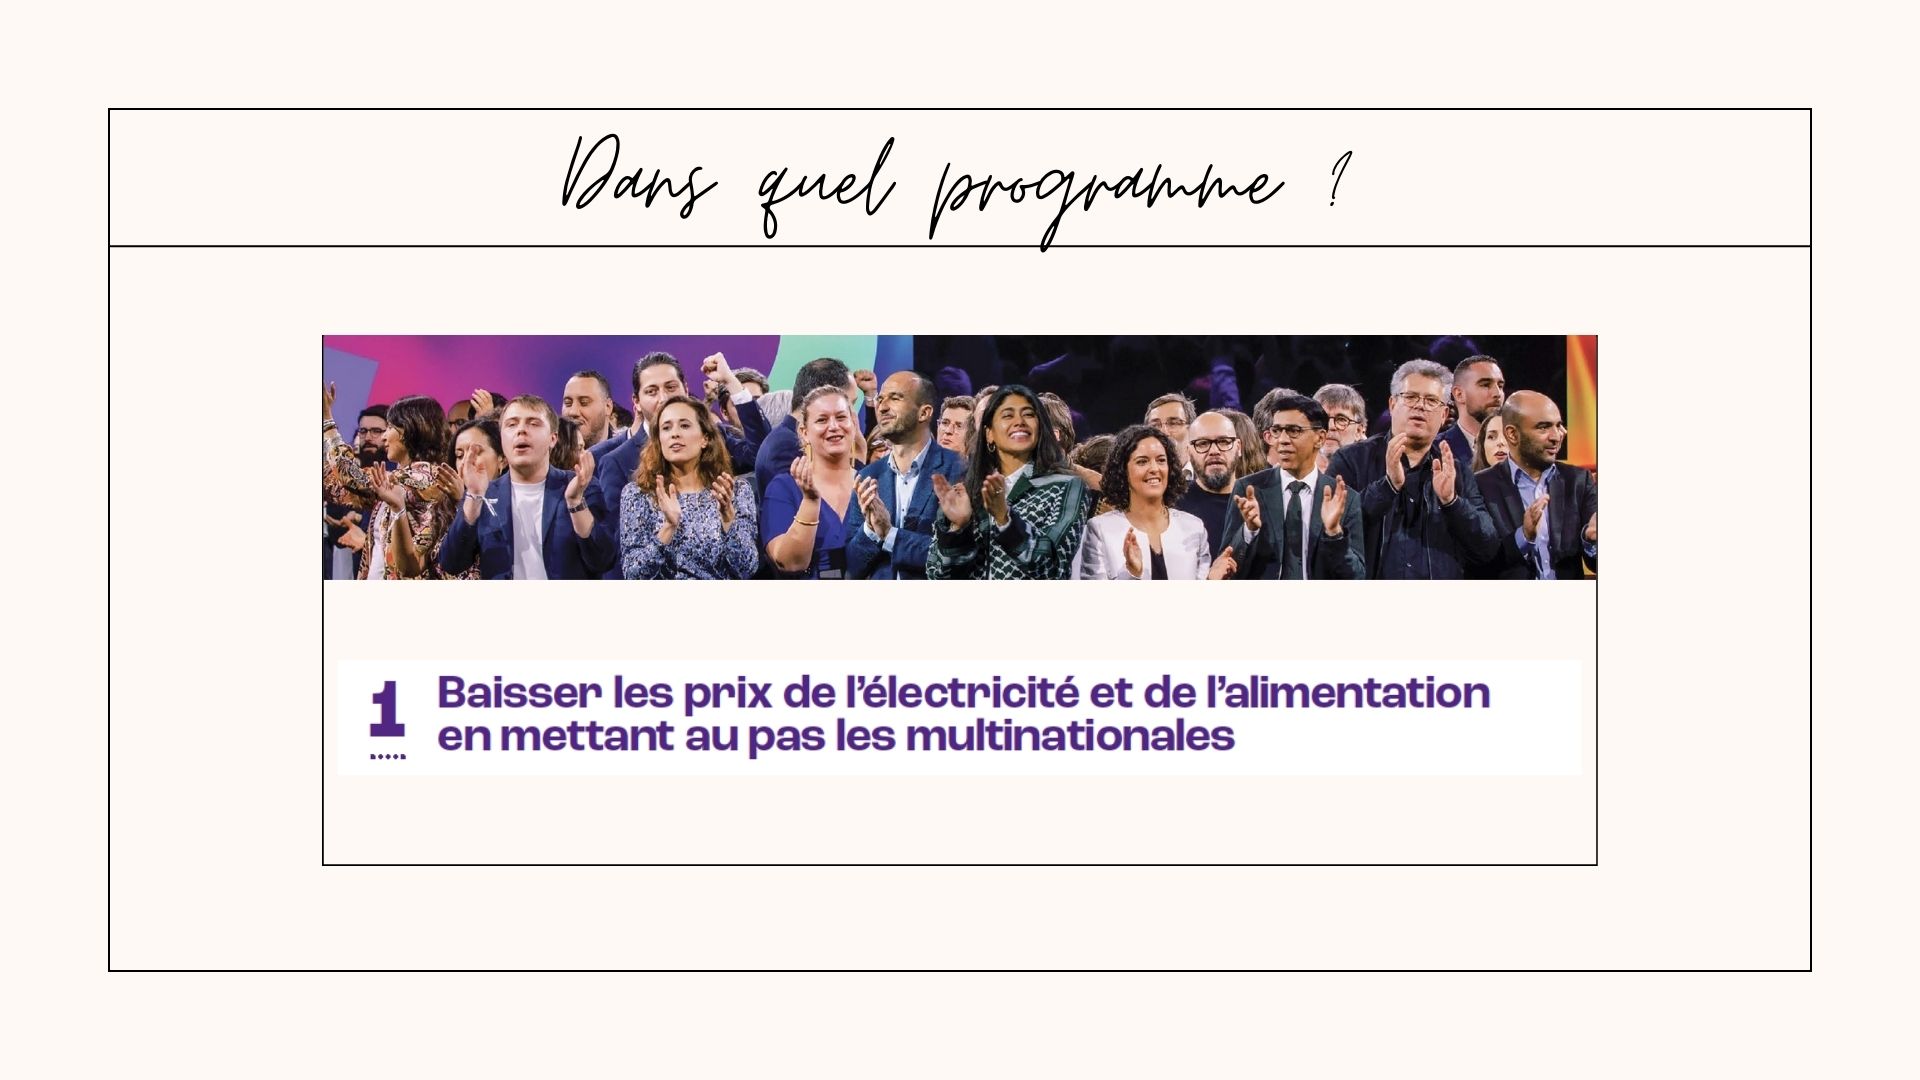 Dans quel programme ?
1 Baisser les prix de l’électricité et de l’alimentation
en mettant au pas les multinationales